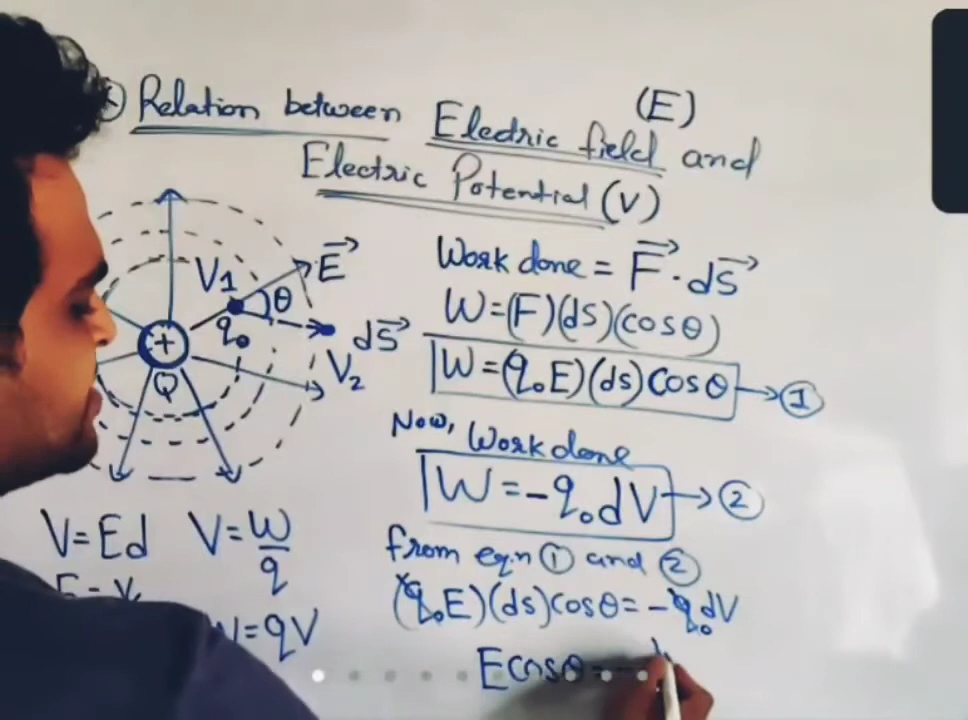 Relation between Electric field (E) and
Electric Potential (V)
Work done = F⃗ · dS⃗
W = (F)(ds)(cosθ)
W = (q₀E)(ds) Cosθ → ①
Now, Work done
W = -q₀dV → ②
from eqn ① and ②
(q₀E)(ds)cosθ = -q₀dV
Ecosθ = -
V1
E⃗
θ
q₀
dS⃗
V₂
+
Q
V = Ed
V = W/q
W = qV